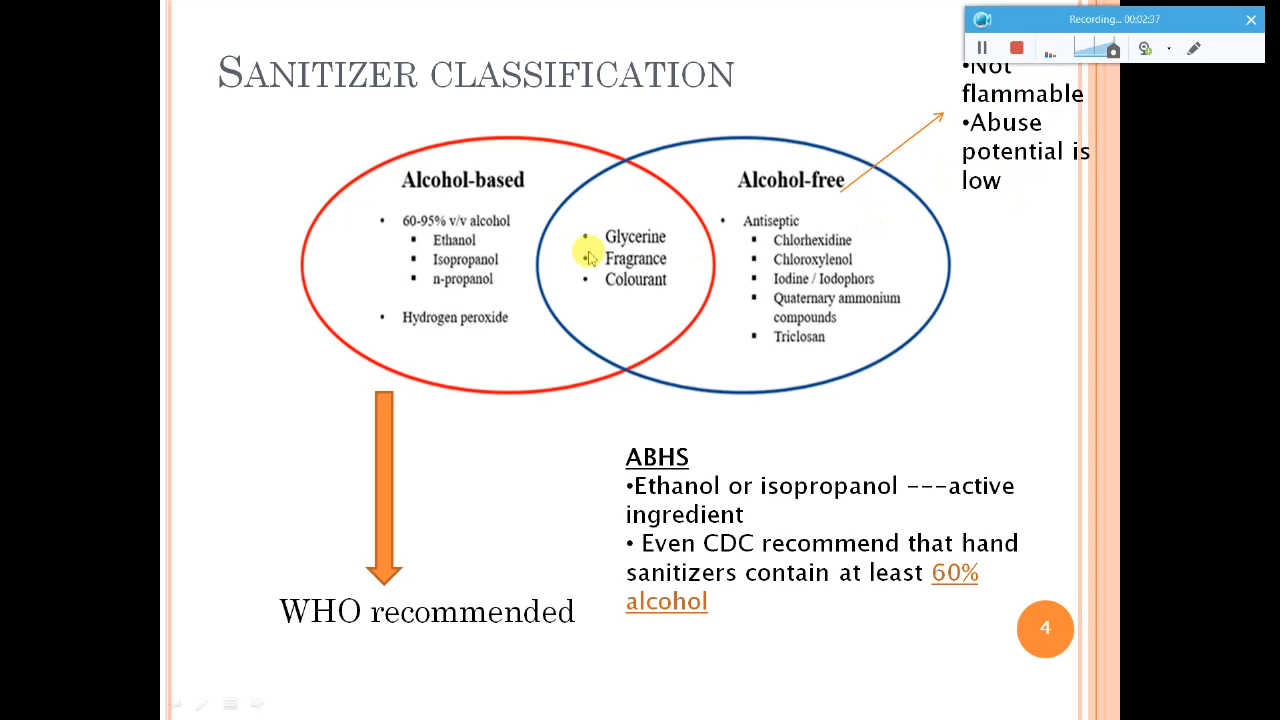 Recording... 00:02:37
SANITIZER CLASSIFICATION
•Not
flammable
•Abuse
potential is
low
Alcohol-based
• 60-95% v/v alcohol
▪ Ethanol
▪ Isopropanol
▪ n-propanol
• Hydrogen peroxide
• Glycerine
• Fragrance
• Colourant
Alcohol-free
• Antiseptic
▪ Chlorhexidine
▪ Chloroxylenol
▪ Iodine / Iodophors
▪ Quaternary ammonium
compounds
▪ Triclosan
WHO recommended
ABHS
•Ethanol or isopropanol ---active
ingredient
• Even CDC recommend that hand
sanitizers contain at least 60%
alcohol
4